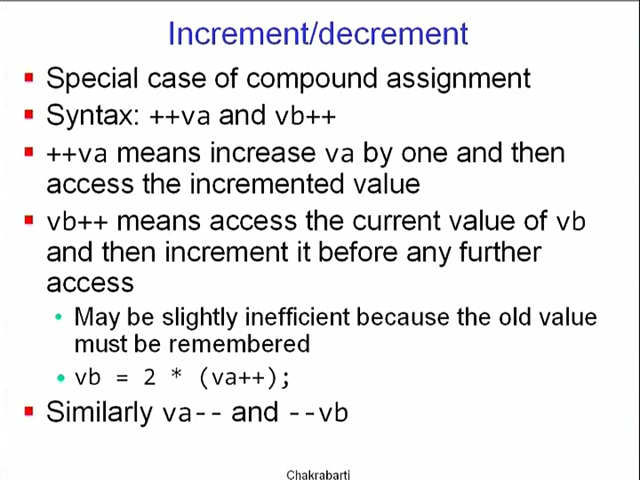 Increment/decrement
Special case of compound assignment
Syntax: ++va and vb++
++va means increase va by one and then
access the incremented value
vb++ means access the current value of vb
and then increment it before any further
access
May be slightly inefficient because the old value
must be remembered
vb = 2 * (va++);
Similarly va-- and --vb
Chakrabarti